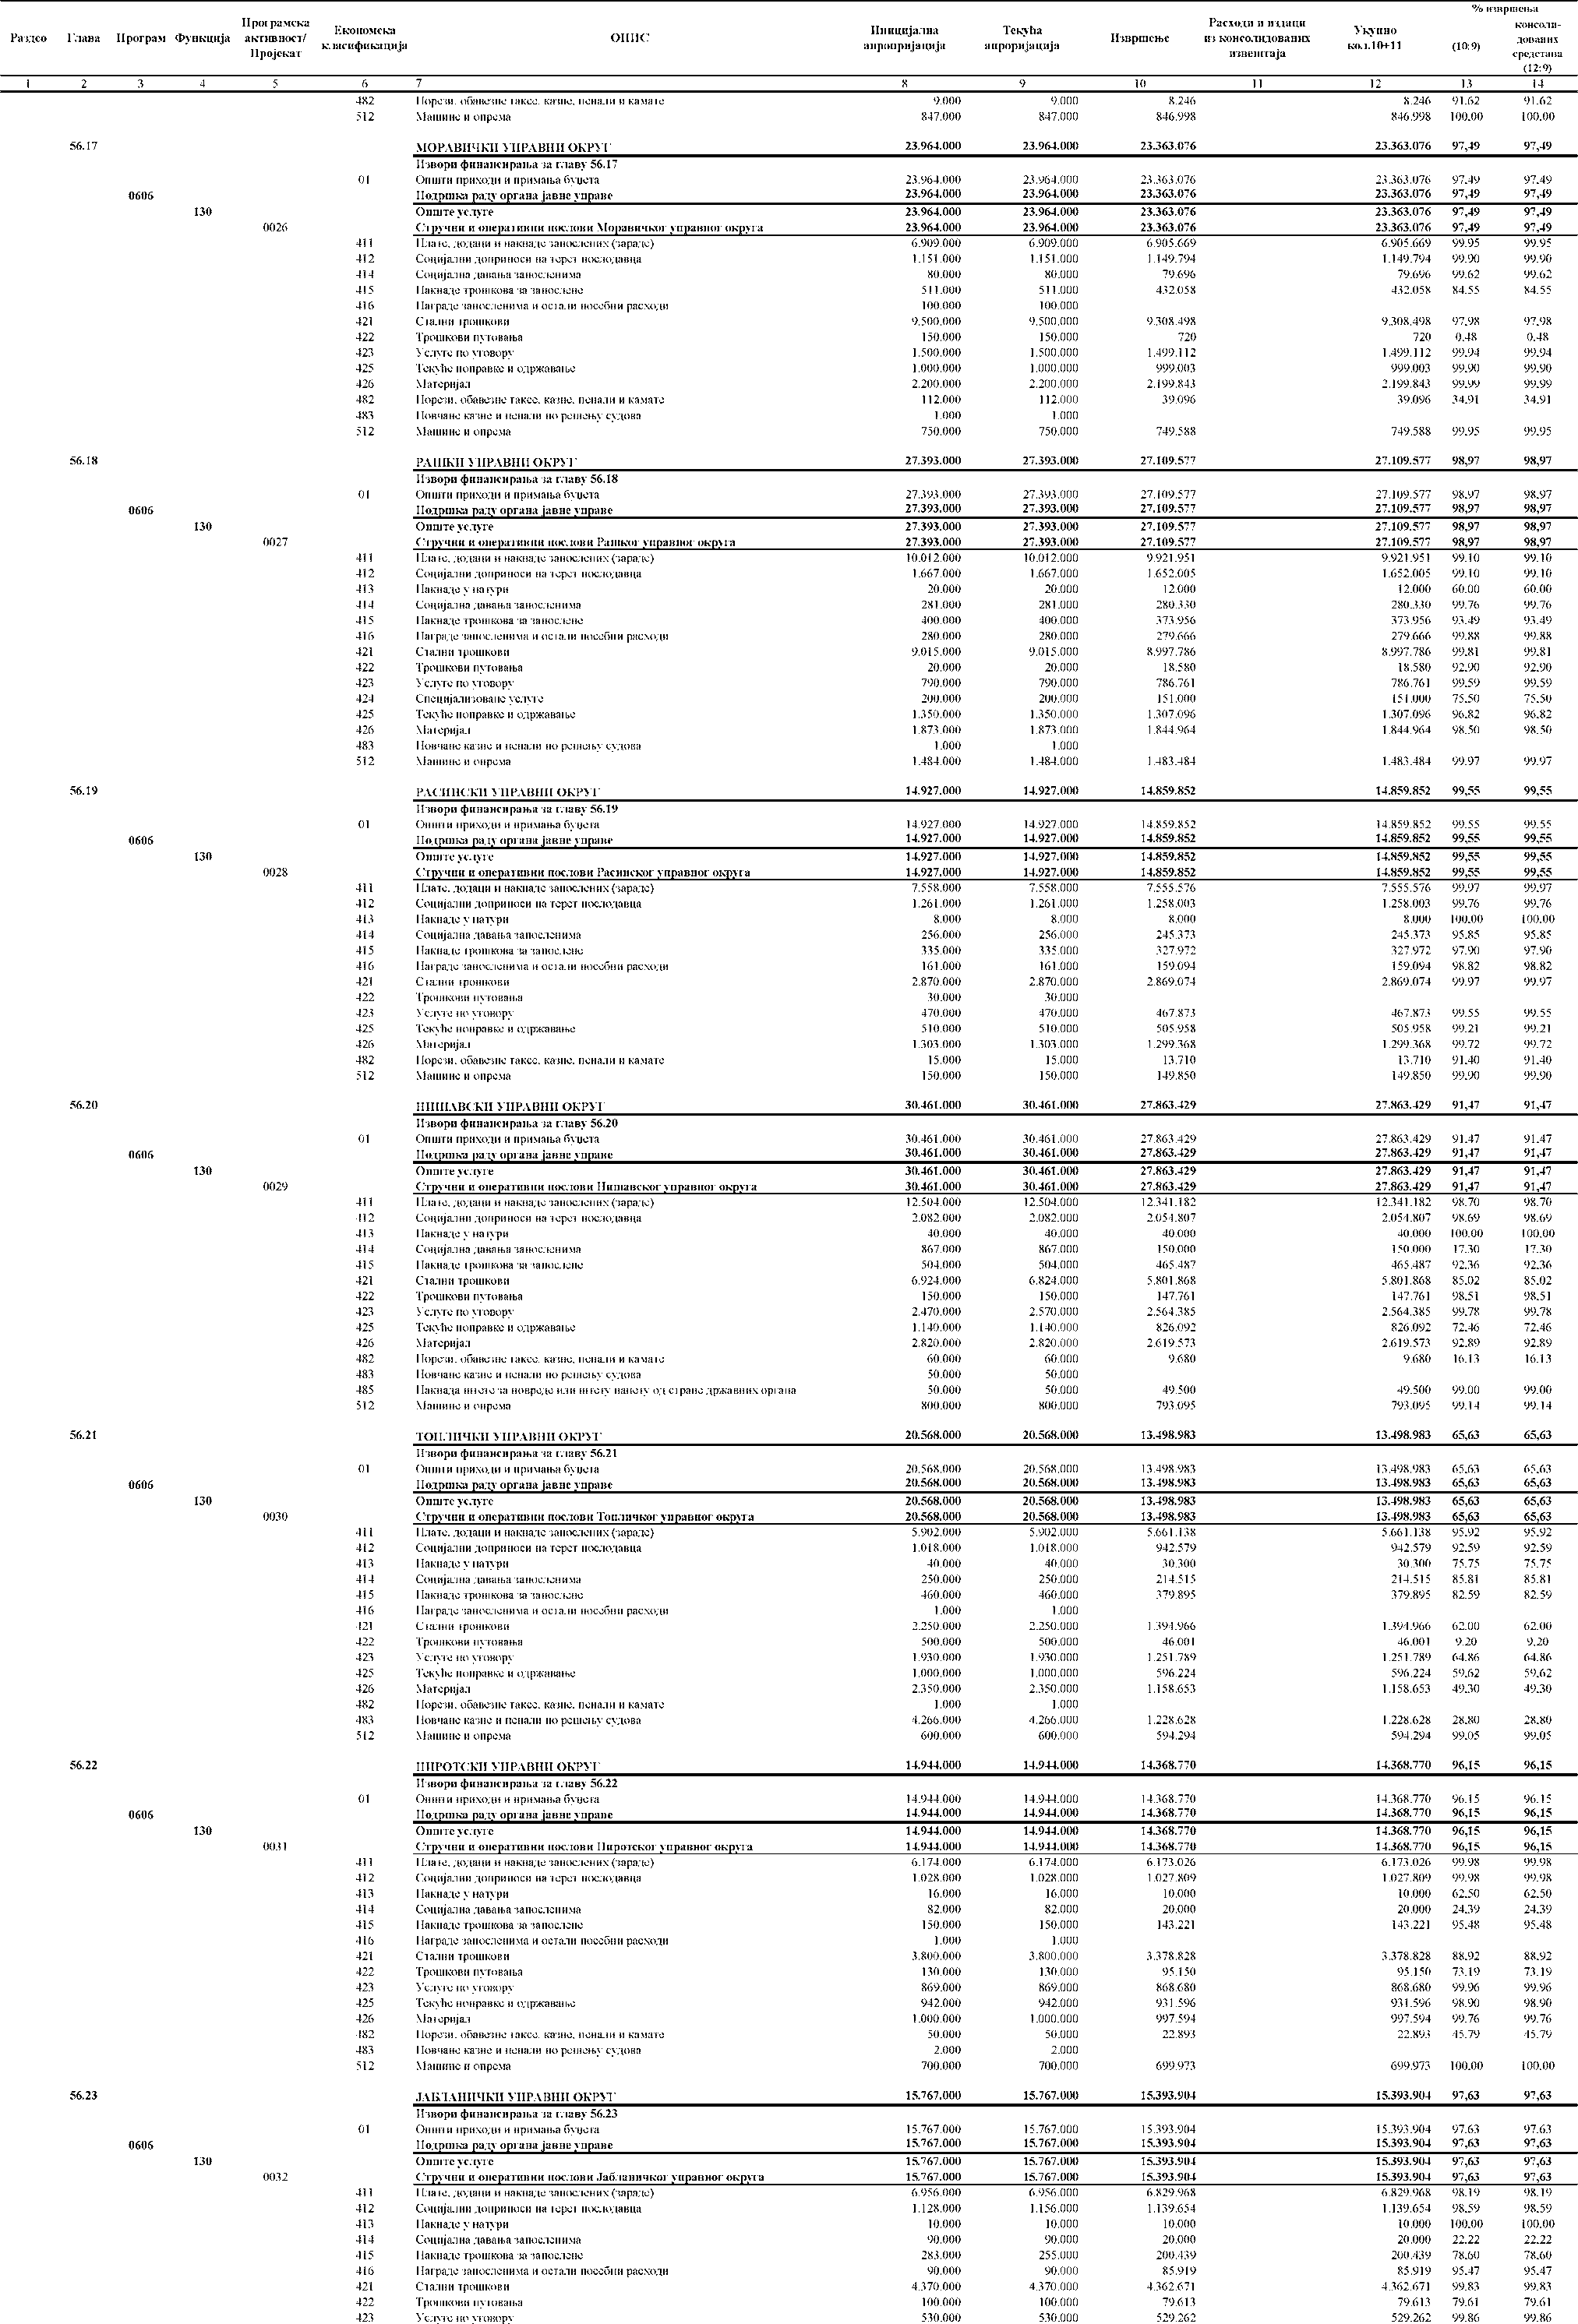 % извршења
Раздео Глава Програм Функција Програмска активност/ Пројекат Економска класификација ОПИС Иницијална апропријација Текућа апропријација Извршење Расходи и издаци из консолидованих извештаја Укупно кол.10+11 (10:9) консоли-дованих средстава (12:9)
1 2 3 4 5 6 7 8 9 10 11 12 13 14
482 Порези, обавезне таксе, казне, пенали и камате 9.000 9.000 8.246 8.246 91,62 91,62
512 Машине и опрема 847.000 847.000 846.998 846.998 100,00 100,00
56.17 МОРАВИЧКИ УПРАВНИ ОКРУГ 23.964.000 23.964.000 23.363.076 23.363.076 97,49 97,49
Извори финансирања за главу 56.17
01 Општи приходи и примања буџета 23.964.000 23.964.000 23.363.076 23.363.076 97,49 97,49
0606 Подршка раду органа јавне управе 23.964.000 23.964.000 23.363.076 23.363.076 97,49 97,49
130 Опште услуге 23.964.000 23.964.000 23.363.076 23.363.076 97,49 97,49
0026 Стручни и оперативни послови Моравичког управног округа 23.964.000 23.964.000 23.363.076 23.363.076 97,49 97,49
411 Плате, додаци и накнаде запослених (зараде) 6.909.000 6.909.000 6.905.669 6.905.669 99,95 99,95
412 Социјални доприноси на терет послодавца 1.151.000 1.151.000 1.149.794 1.149.794 99,90 99,90
414 Социјална давања запосленима 80.000 80.000 79.696 79.696 99,62 99,62
415 Накнаде трошкова за запослене 511.000 511.000 432.058 432.058 84,55 84,55
416 Награде запосленима и остали посебни расходи 100.000 100.000
421 Стални трошкови 9.500.000 9.500.000 9.308.498 9.308.498 97,98 97,98
422 Трошкови путовања 150.000 150.000 720 720 0,48 0,48
423 Услуге по уговору 1.500.000 1.500.000 1.499.112 1.499.112 99,94 99,94
425 Текуће поправке и одржавање 1.000.000 1.000.000 999.003 999.003 99,90 99,90
426 Материјал 2.200.000 2.200.000 2.199.843 2.199.843 99,99 99,99
482 Порези, обавезне таксе, казне, пенали и камате 112.000 112.000 39.096 39.096 34,91 34,91
483 Новчане казне и пенали по решењу судова 1.000 1.000
512 Машине и опрема 750.000 750.000 749.588 749.588 99,95 99,95
56.18 РАШКИ УПРАВНИ ОКРУГ 27.393.000 27.393.000 27.109.577 27.109.577 98,97 98,97
Извори финансирања за главу 56.18
01 Општи приходи и примања буџета 27.393.000 27.393.000 27.109.577 27.109.577 98,97 98,97
0606 Подршка раду органа јавне управе 27.393.000 27.393.000 27.109.577 27.109.577 98,97 98,97
130 Опште услуге 27.393.000 27.393.000 27.109.577 27.109.577 98,97 98,97
0027 Стручни и оперативни послови Рашког управног округа 27.393.000 27.393.000 27.109.577 27.109.577 98,97 98,97
411 Плате, додаци и накнаде запослених (зараде) 10.012.000 10.012.000 9.921.951 9.921.951 99,10 99,10
412 Социјални доприноси на терет послодавца 1.667.000 1.667.000 1.652.005 1.652.005 99,10 99,10
413 Накнаде у натури 20.000 20.000 12.000 12.000 60,00 60,00
414 Социјална давања запосленима 281.000 281.000 280.330 280.330 99,76 99,76
415 Накнаде трошкова за запослене 400.000 400.000 373.956 373.956 93,49 93,49
416 Награде запосленима и остали посебни расходи 280.000 280.000 279.666 279.666 99,88 99,88
421 Стални трошкови 9.015.000 9.015.000 8.997.786 8.997.786 99,81 99,81
422 Трошкови путовања 20.000 20.000 18.580 18.580 92,90 92,90
423 Услуге по уговору 790.000 790.000 786.761 786.761 99,59 99,59
424 Специјализоване услуге 200.000 200.000 151.000 151.000 75,50 75,50
425 Текуће поправке и одржавање 1.350.000 1.350.000 1.307.096 1.307.096 96,82 96,82
426 Материјал 1.873.000 1.873.000 1.844.964 1.844.964 98,50 98,50
483 Новчане казне и пенали по решењу судова 1.000 1.000
512 Машине и опрема 1.484.000 1.484.000 1.483.484 1.483.484 99,97 99,97
56.19 РАСИНСКИ УПРАВНИ ОКРУГ 14.927.000 14.927.000 14.859.852 14.859.852 99,55 99,55
Извори финансирања за главу 56.19
01 Општи приходи и примања буџета 14.927.000 14.927.000 14.859.852 14.859.852 99,55 99,55
0606 Подршка раду органа јавне управе 14.927.000 14.927.000 14.859.852 14.859.852 99,55 99,55
130 Опште услуге 14.927.000 14.927.000 14.859.852 14.859.852 99,55 99,55
0028 Стручни и оперативни послови Расинског управног округа 14.927.000 14.927.000 14.859.852 14.859.852 99,55 99,55
411 Плате, додаци и накнаде запослених (зараде) 7.558.000 7.558.000 7.555.576 7.555.576 99,97 99,97
412 Социјални доприноси на терет послодавца 1.261.000 1.261.000 1.258.003 1.258.003 99,76 99,76
413 Накнаде у натури 8.000 8.000 8.000 8.000 100,00 100,00
414 Социјална давања запосленима 256.000 256.000 245.373 245.373 95,85 95,85
415 Накнаде трошкова за запослене 335.000 335.000 327.972 327.972 97,90 97,90
416 Награде запосленима и остали посебни расходи 161.000 161.000 159.094 159.094 98,82 98,82
421 Стални трошкови 2.870.000 2.870.000 2.869.074 2.869.074 99,97 99,97
422 Трошкови путовања 30.000 30.000
423 Услуге по уговору 470.000 470.000 467.873 467.873 99,55 99,55
425 Текуће поправке и одржавање 510.000 510.000 505.958 505.958 99,21 99,21
426 Материјал 1.303.000 1.303.000 1.299.368 1.299.368 99,72 99,72
482 Порези, обавезне таксе, казне, пенали и камате 15.000 15.000 13.710 13.710 91,40 91,40
512 Машине и опрема 150.000 150.000 149.850 149.850 99,90 99,90
56.20 НИШАВСКИ УПРАВНИ ОКРУГ 30.461.000 30.461.000 27.863.429 27.863.429 91,47 91,47
Извори финансирања за главу 56.20
01 Општи приходи и примања буџета 30.461.000 30.461.000 27.863.429 27.863.429 91,47 91,47
0606 Подршка раду органа јавне управе 30.461.000 30.461.000 27.863.429 27.863.429 91,47 91,47
130 Опште услуге 30.461.000 30.461.000 27.863.429 27.863.429 91,47 91,47
0029 Стручни и оперативни послови Нишавског управног округа 30.461.000 30.461.000 27.863.429 27.863.429 91,47 91,47
411 Плате, додаци и накнаде запослених (зараде) 12.504.000 12.504.000 12.341.182 12.341.182 98,70 98,70
412 Социјални доприноси на терет послодавца 2.082.000 2.082.000 2.054.807 2.054.807 98,69 98,69
413 Накнаде у натури 40.000 40.000 40.000 40.000 100,00 100,00
414 Социјална давања запосленима 867.000 867.000 150.000 150.000 17,30 17,30
415 Накнаде трошкова за запослене 504.000 504.000 465.487 465.487 92,36 92,36
421 Стални трошкови 6.924.000 6.824.000 5.801.868 5.801.868 85,02 85,02
422 Трошкови путовања 150.000 150.000 147.761 147.761 98,51 98,51
423 Услуге по уговору 2.470.000 2.570.000 2.564.385 2.564.385 99,78 99,78
425 Текуће поправке и одржавање 1.140.000 1.140.000 826.092 826.092 72,46 72,46
426 Материјал 2.820.000 2.820.000 2.619.573 2.619.573 92,89 92,89
482 Порези, обавезне таксе, казне, пенали и камате 60.000 60.000 9.680 9.680 16,13 16,13
483 Новчане казне и пенали по решењу судова 50.000 50.000
485 Накнада штете за повреде или штету нанету од стране државних органа 50.000 50.000 49.500 49.500 99,00 99,00
512 Машине и опрема 800.000 800.000 793.095 793.095 99,14 99,14
56.21 ТОПЛИЧКИ УПРАВНИ ОКРУГ 20.568.000 20.568.000 13.498.983 13.498.983 65,63 65,63
Извори финансирања за главу 56.21
01 Општи приходи и примања буџета 20.568.000 20.568.000 13.498.983 13.498.983 65,63 65,63
0606 Подршка раду органа јавне управе 20.568.000 20.568.000 13.498.983 13.498.983 65,63 65,63
130 Опште услуге 20.568.000 20.568.000 13.498.983 13.498.983 65,63 65,63
0030 Стручни и оперативни послови Топличког управног округа 20.568.000 20.568.000 13.498.983 13.498.983 65,63 65,63
411 Плате, додаци и накнаде запослених (зараде) 5.902.000 5.902.000 5.661.138 5.661.138 95,92 95,92
412 Социјални доприноси на терет послодавца 1.018.000 1.018.000 942.579 942.579 92,59 92,59
413 Накнаде у натури 40.000 40.000 30.300 30.300 75,75 75,75
414 Социјална давања запосленима 250.000 250.000 214.515 214.515 85,81 85,81
415 Накнаде трошкова за запослене 460.000 460.000 379.895 379.895 82,59 82,59
416 Награде запосленима и остали посебни расходи 1.000 1.000
421 Стални трошкови 2.250.000 2.250.000 1.394.966 1.394.966 62,00 62,00
422 Трошкови путовања 500.000 500.000 46.001 46.001 9,20 9,20
423 Услуге по уговору 1.930.000 1.930.000 1.251.789 1.251.789 64,86 64,86
425 Текуће поправке и одржавање 1.000.000 1.000.000 596.224 596.224 59,62 59,62
426 Материјал 2.350.000 2.350.000 1.158.653 1.158.653 49,30 49,30
482 Порези, обавезне таксе, казне, пенали и камате 1.000 1.000
483 Новчане казне и пенали по решењу судова 4.266.000 4.266.000 1.228.628 1.228.628 28,80 28,80
512 Машине и опрема 600.000 600.000 594.294 594.294 99,05 99,05
56.22 ПИРОТСКИ УПРАВНИ ОКРУГ 14.944.000 14.944.000 14.368.770 14.368.770 96,15 96,15
Извори финансирања за главу 56.22
01 Општи приходи и примања буџета 14.944.000 14.944.000 14.368.770 14.368.770 96,15 96,15
0606 Подршка раду органа јавне управе 14.944.000 14.944.000 14.368.770 14.368.770 96,15 96,15
130 Опште услуге 14.944.000 14.944.000 14.368.770 14.368.770 96,15 96,15
0031 Стручни и оперативни послови Пиротског управног округа 14.944.000 14.944.000 14.368.770 14.368.770 96,15 96,15
411 Плате, додаци и накнаде запослених (зараде) 6.174.000 6.174.000 6.173.026 6.173.026 99,98 99,98
412 Социјални доприноси на терет послодавца 1.028.000 1.028.000 1.027.809 1.027.809 99,98 99,98
413 Накнаде у натури 16.000 16.000 10.000 10.000 62,50 62,50
414 Социјална давања запосленима 82.000 82.000 20.000 20.000 24,39 24,39
415 Накнаде трошкова за запослене 150.000 150.000 143.221 143.221 95,48 95,48
416 Награде запосленима и остали посебни расходи 1.000 1.000
421 Стални трошкови 3.800.000 3.800.000 3.378.828 3.378.828 88,92 88,92
422 Трошкови путовања 130.000 130.000 95.150 95.150 73,19 73,19
423 Услуге по уговору 869.000 869.000 868.680 868.680 99,96 99,96
425 Текуће поправке и одржавање 942.000 942.000 931.596 931.596 98,90 98,90
426 Материјал 1.000.000 1.000.000 997.594 997.594 99,76 99,76
482 Порези, обавезне таксе, казне, пенали и камате 50.000 50.000 22.893 22.893 45,79 45,79
483 Новчане казне и пенали по решењу судова 2.000 2.000
512 Машине и опрема 700.000 700.000 699.973 699.973 100,00 100,00
56.23 ЈАБЛАНИЧКИ УПРАВНИ ОКРУГ 15.767.000 15.767.000 15.393.904 15.393.904 97,63 97,63
Извори финансирања за главу 56.23
01 Општи приходи и примања буџета 15.767.000 15.767.000 15.393.904 15.393.904 97,63 97,63
0606 Подршка раду органа јавне управе 15.767.000 15.767.000 15.393.904 15.393.904 97,63 97,63
130 Опште услуге 15.767.000 15.767.000 15.393.904 15.393.904 97,63 97,63
0032 Стручни и оперативни послови Јабланичког управног округа 15.767.000 15.767.000 15.393.904 15.393.904 97,63 97,63
411 Плате, додаци и накнаде запослених (зараде) 6.956.000 6.956.000 6.829.968 6.829.968 98,19 98,19
412 Социјални доприноси на терет послодавца 1.128.000 1.156.000 1.139.654 1.139.654 98,59 98,59
413 Накнаде у натури 10.000 10.000 10.000 10.000 100,00 100,00
414 Социјална давања запосленима 90.000 90.000 20.000 20.000 22,22 22,22
415 Накнаде трошкова за запослене 283.000 255.000 200.439 200.439 78,60 78,60
416 Награде запосленима и остали посебни расходи 90.000 90.000 85.919 85.919 95,47 95,47
421 Стални трошкови 4.370.000 4.370.000 4.362.671 4.362.671 99,83 99,83
422 Трошкови путовања 100.000 100.000 79.613 79.613 79,61 79,61
423 Услуге по уговору 530.000 530.000 529.262 529.262 99,86 99,86